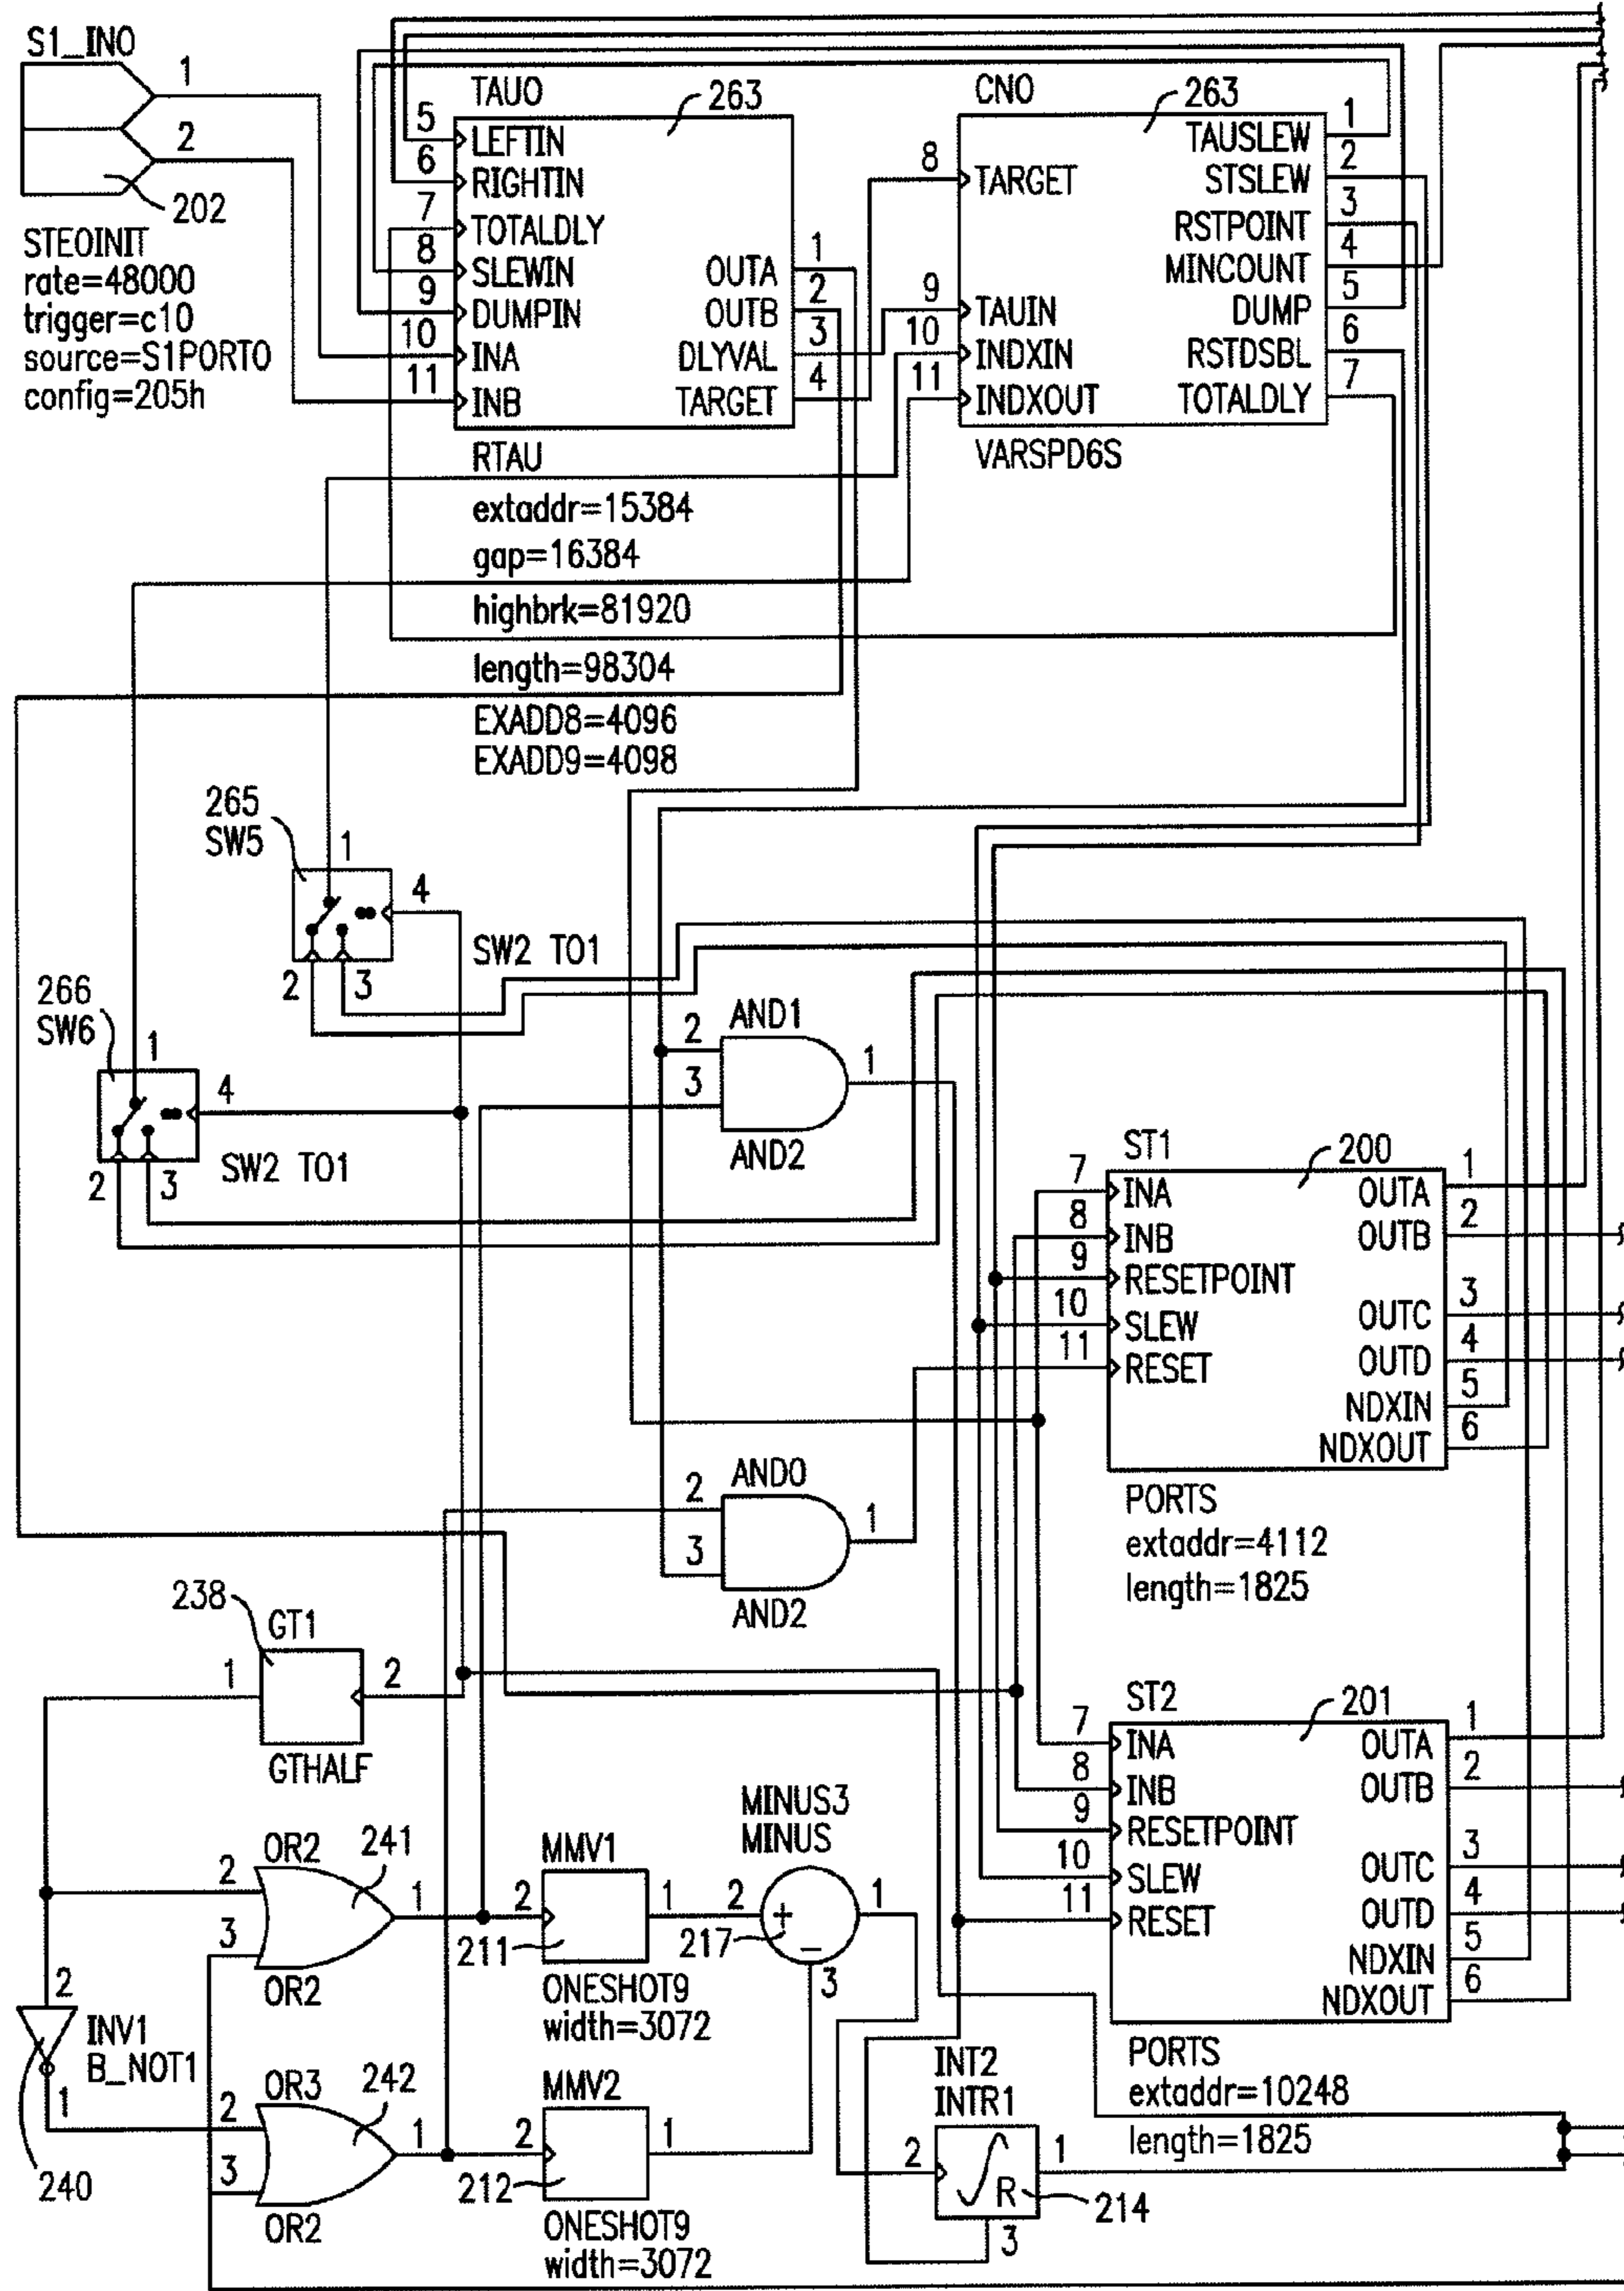 S1_IN0
1
2
202
STEOINIT
rate=48000
trigger=c10
source=S1PORTO
config=205h
TAU0
263
5 LEFTIN
6 RIGHTIN
7 TOTALDLY
8 SLEWIN
9 DUMPIN
10 INA
11 INB
OUTA 1
OUTB 2
DLYVAL 3
TARGET 4
RTAU
extaddr=15384
gap=16384
highbrk=81920
length=98304
EXADD8=4096
EXADD9=4098
CNO
263
8 TARGET
9 TAUIN
10 INDXIN
11 INDXOUT
TAUSLEW 1
STSLEW 2
RSTPOINT 3
MINCOUNT 4
DUMP 5
RSTDSBL 6
TOTALDLY 7
VARSPD6S
265
SW5
1
4
2 3
SW2 TO1
266
SW6
1
4
2 3
SW2 TO1
AND1
2
3
1
AND2
AND0
2
3
1
AND2
ST1
200
7 INA
8 INB
9 RESETPOINT
10 SLEW
11 RESET
OUTA 1
OUTB 2
OUTC 3
OUTD 4
NDXIN 5
NDXOUT 6
PORTS
extaddr=4112
length=1825
238
GT1
1
2
GTHALF
ST2
201
7 INA
8 INB
9 RESETPOINT
10 SLEW
11 RESET
OUTA 1
OUTB 2
OUTC 3
OUTD 4
NDXIN 5
NDXOUT 6
PORTS
extaddr=10248
length=1825
OR2
241
2
3
1
OR2
MMV1
2
1
211
ONESHOT9
width=3072
MINUS3
MINUS
2
+
−
1
3
217
2
INV1
B_NOT1
1
240
OR3
242
2
3
1
OR2
MMV2
2
1
212
ONESHOT9
width=3072
INT2
INTR1
2
R
1
3
214